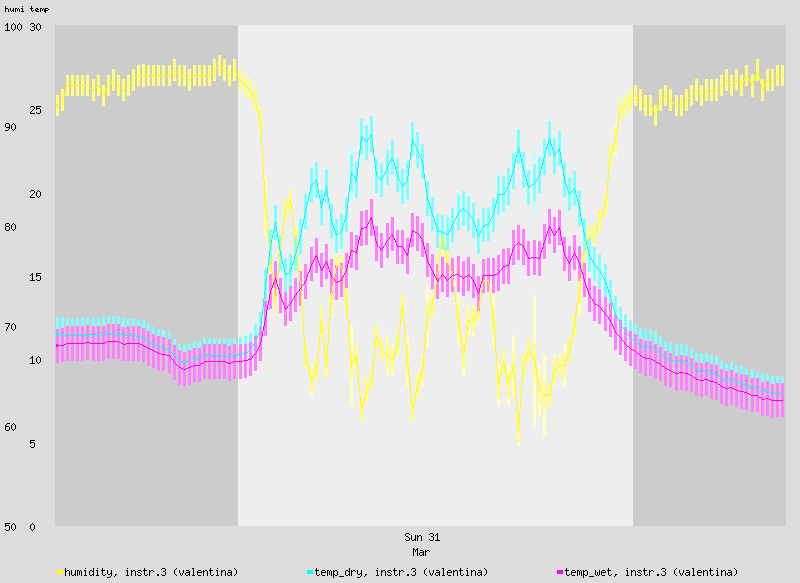 humi temp
100 30
25
90
20
80
15
70
10
60
5
50 0
Sun 31
Mar
humidity, instr.3 (valentina) temp_dry, instr.3 (valentina) temp_wet, instr.3 (valentina)